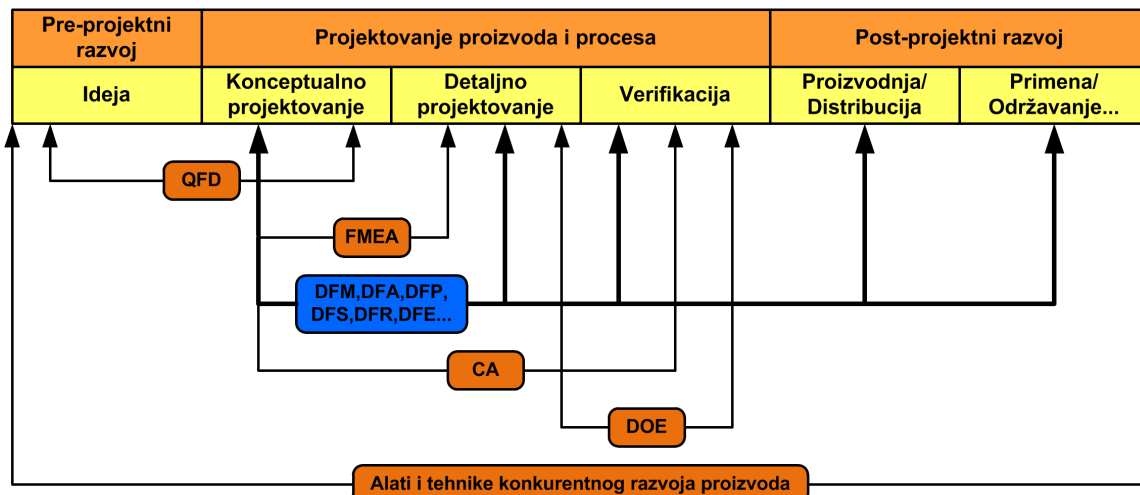 Pre-projektni
razvoj
Projektovanje proizvoda i procesa
Post-projektni razvoj
Ideja
Konceptualno
projektovanje
Detaljno
projektovanje
Verifikacija
Proizvodnja/
Distribucija
Primena/
Održavanje...
QFD
FMEA
DFM,DFA,DFP,
DFS,DFR,DFE...
CA
DOE
Alati i tehnike konkurentnog razvoja proizvoda